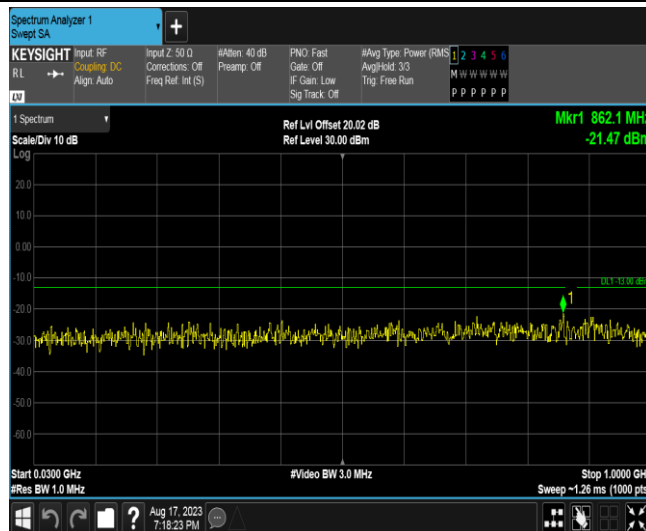 Spectrum Analyzer 1
Swept SA
+
KEYSIGHT
RL
LXI
Input: RF
Coupling: DC
Align: Auto
Input Z: 50 Ω
Corrections: Off
Freq Ref: Int (S)
#Atten: 40 dB
Preamp: Off
PNO: Fast
Gate: Off
IF Gain: Low
Sig Track: Off
#Avg Type: Power (RMS
Avg|Hold: 3/3
Trig: Free Run
1 2 3 4 5 6
M W W W W W
P P P P P P
1 Spectrum
Scale/Div 10 dB
Log
Ref Lvl Offset 20.02 dB
Ref Level 30.00 dBm
Mkr1 862.1 MHz
-21.47 dBm
20.0
10.0
0.00
-10.0
DL1 -13.00 dBm
1
-20.0
-30.0
-40.0
-50.0
-60.0
Start 0.0300 GHz
#Res BW 1.0 MHz
#Video BW 3.0 MHz
Stop 1.0000 GH
Sweep ~1.26 ms (1000 pts
?
Aug 17, 2023
7:18:23 PM